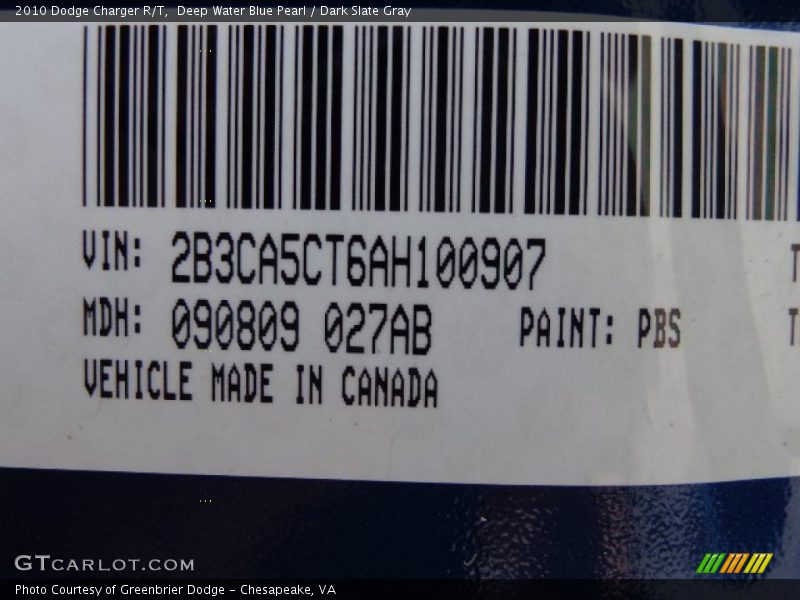 2010 Dodge Charger R/T,  Deep Water Blue Pearl / Dark Slate Gray
VIN: 2B3CA5CT6AH100907
MDH: 090809 027AB PAINT: PBS
VEHICLE MADE IN CANADA
GTCARLOT.COM
Photo Courtesy of Greenbrier Dodge – Chesapeake, VA